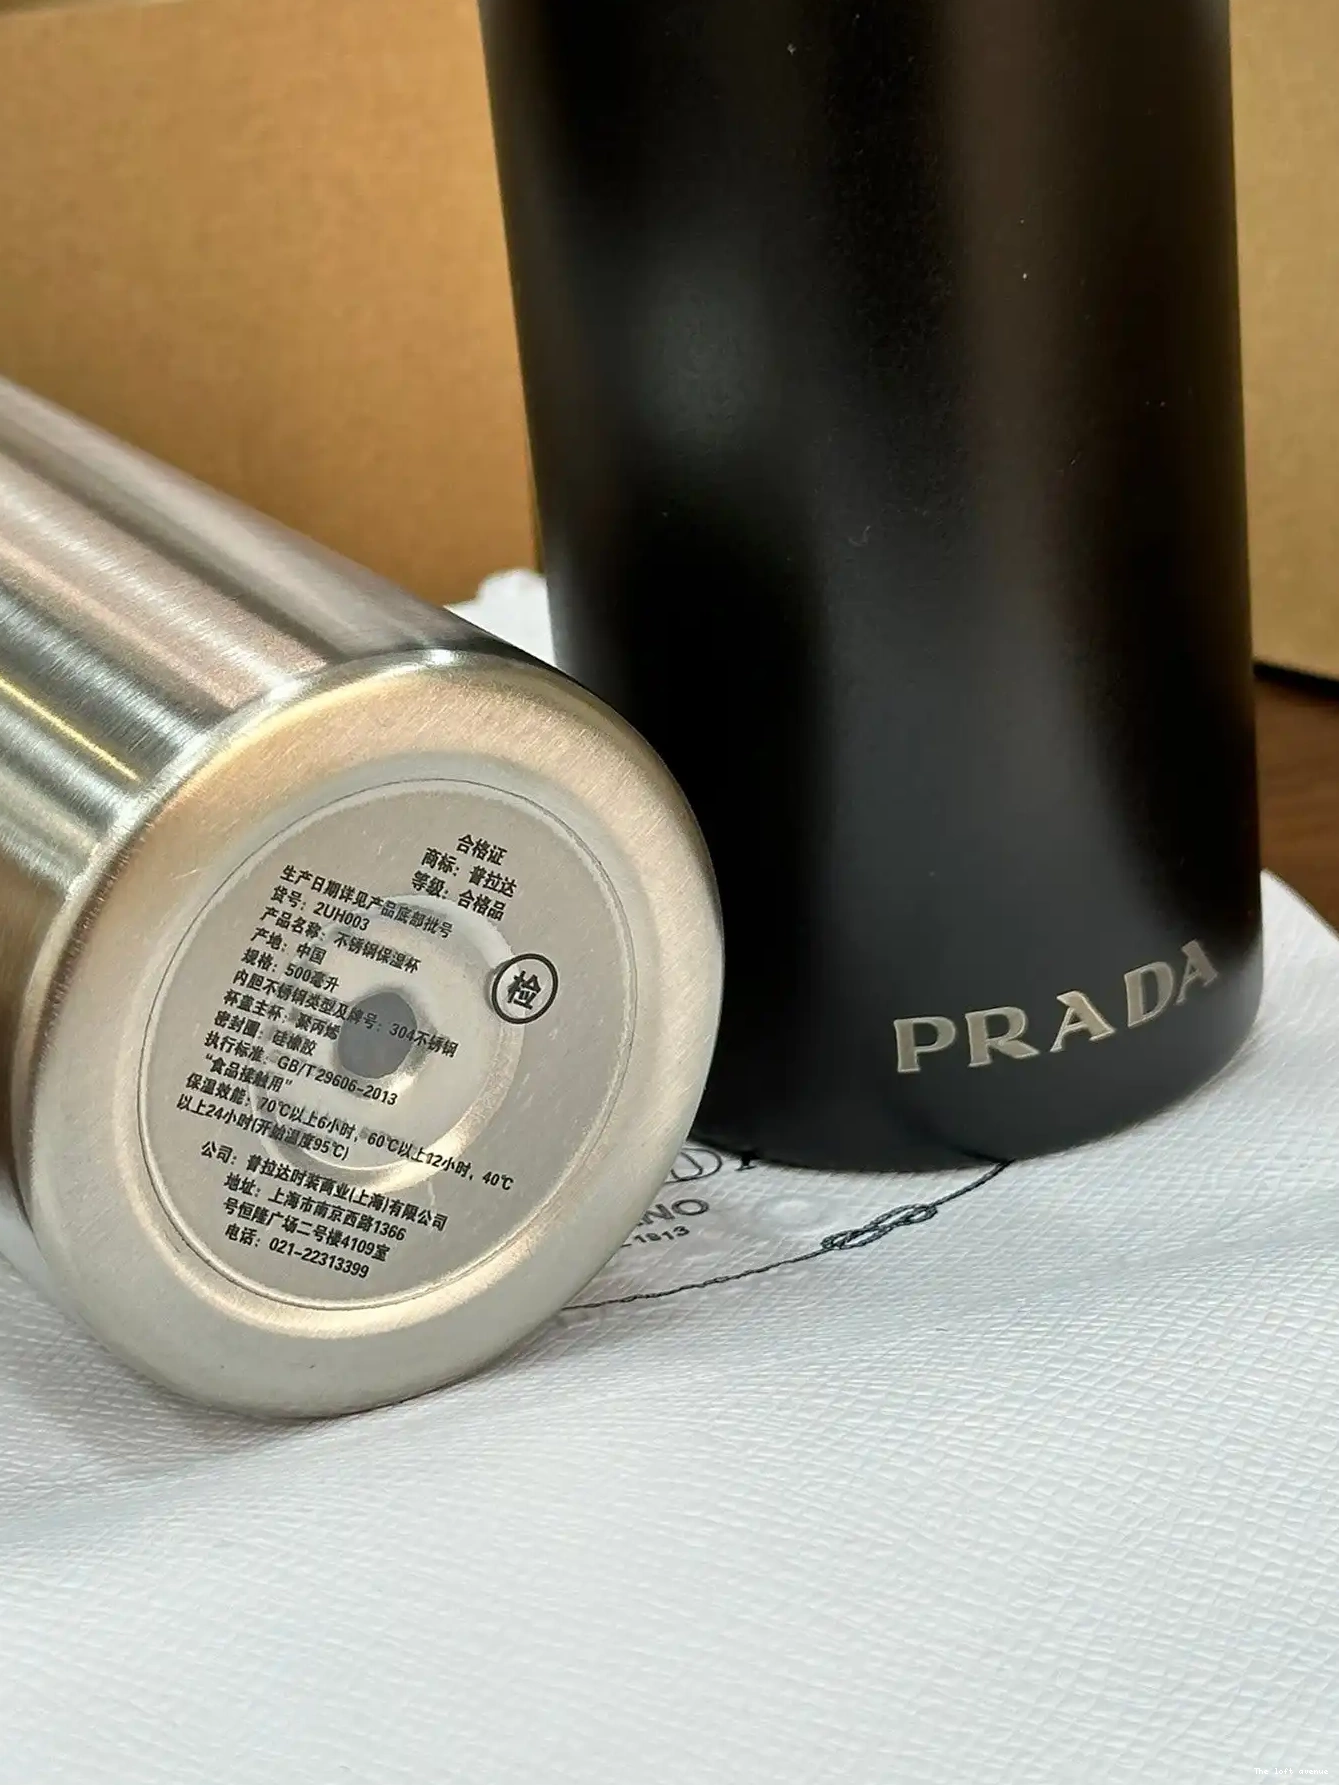 合格证
商标：普拉达
等级：合格品
生产日期详见产品底部批号
货号：2UH003
产品名称：不锈钢保温杯
产地：中国
规格：500毫升
内胆不锈钢类型及牌号：304不锈钢
杯盖主杯：聚丙烯
密封圈：硅橡胶
执行标准：GB/T 29606-2013
“食品接触用”
保温效能：70℃以上6小时，60℃以上12小时，40℃
以上24小时(开始温度95℃)
公司：普拉达时装商业(上海)有限公司
地址：上海市南京西路1366
号恒隆广场二号楼4109室
电话：021-22313399
检
PRADA
1913
The loft avenue